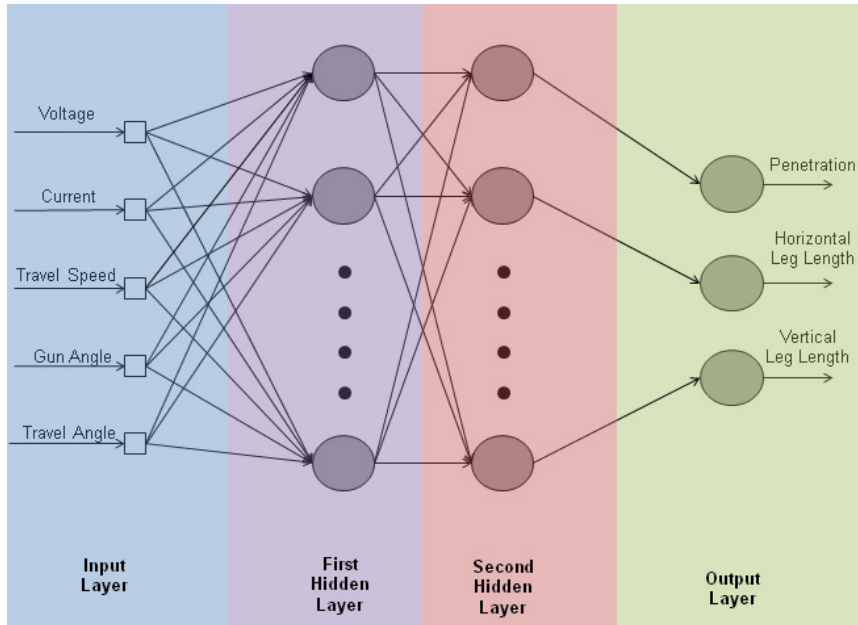 Voltage
Current
Travel Speed
Gun Angle
Travel Angle
Penetration
Horizontal
Leg Length
Vertical
Leg Length
Input
Layer
First
Hidden
Layer
Second
Hidden
Layer
Output
Layer